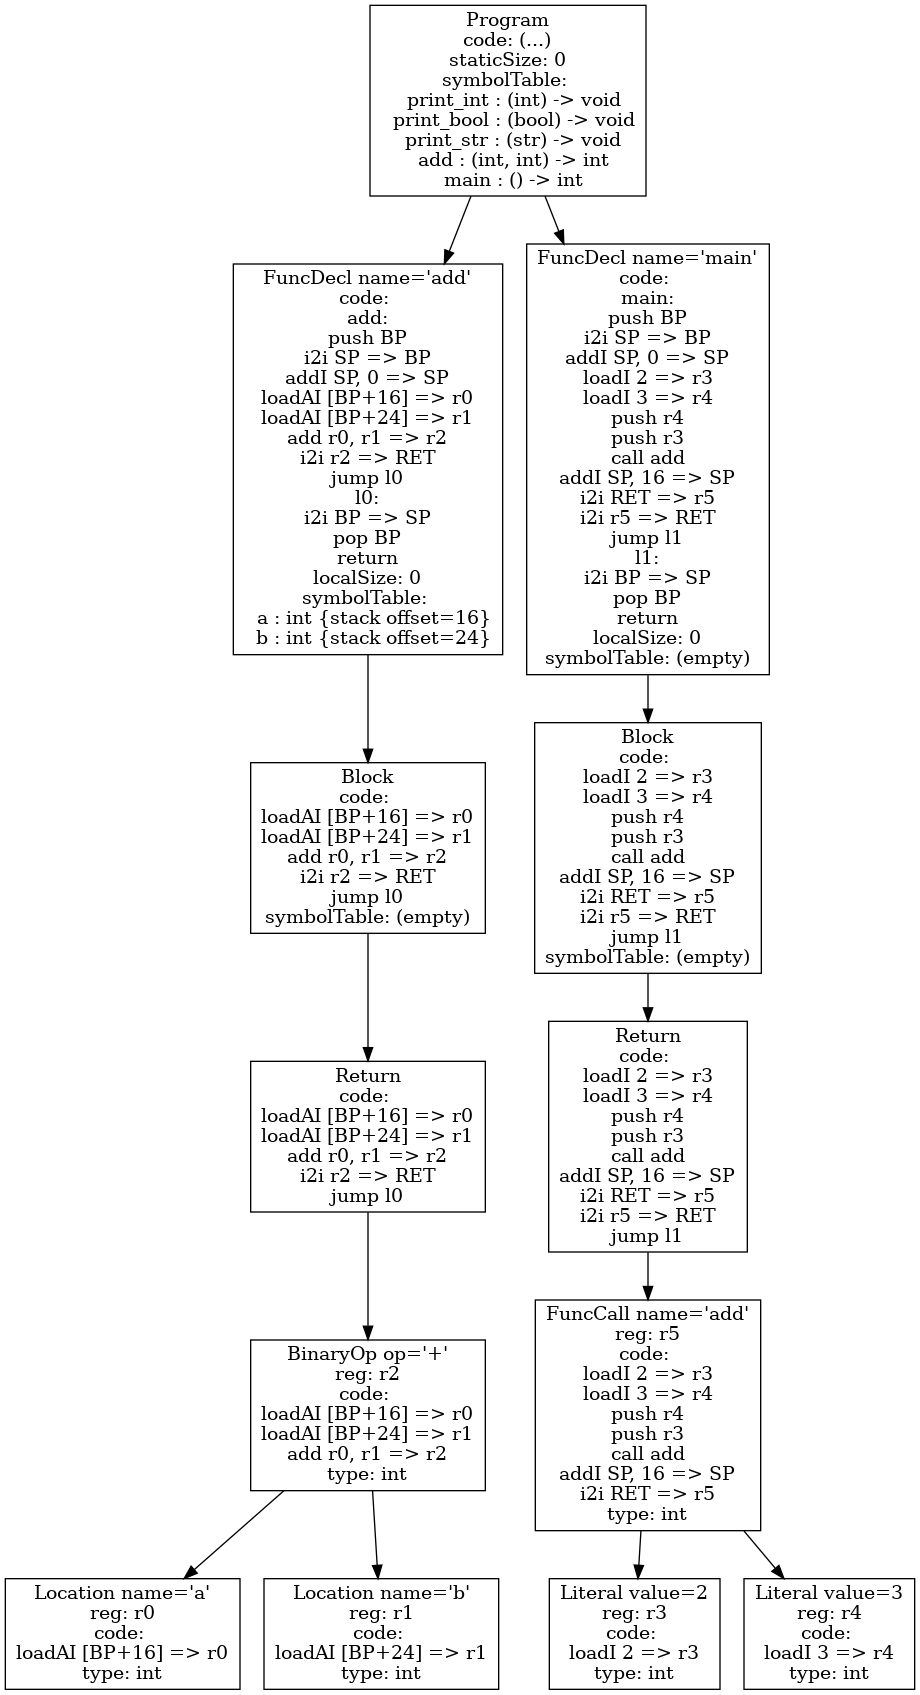 Program
code: (...)
staticSize: 0
symbolTable:
print_int : (int) -> void
print_bool : (bool) -> void
print_str : (str) -> void
add : (int, int) -> int
main : () -> int
FuncDecl name='add'
code:
add:
push BP
i2i SP => BP
addI SP, 0 => SP
loadAI [BP+16] => r0
loadAI [BP+24] => r1
add r0, r1 => r2
i2i r2 => RET
jump l0
l0:
i2i BP => SP
pop BP
return
localSize: 0
symbolTable:
a : int {stack offset=16}
b : int {stack offset=24}
FuncDecl name='main'
code:
main:
push BP
i2i SP => BP
addI SP, 0 => SP
loadI 2 => r3
loadI 3 => r4
push r4
push r3
call add
addI SP, 16 => SP
i2i RET => r5
i2i r5 => RET
jump l1
l1:
i2i BP => SP
pop BP
return
localSize: 0
symbolTable: (empty)
Block
code:
loadAI [BP+16] => r0
loadAI [BP+24] => r1
add r0, r1 => r2
i2i r2 => RET
jump l0
symbolTable: (empty)
Block
code:
loadI 2 => r3
loadI 3 => r4
push r4
push r3
call add
addI SP, 16 => SP
i2i RET => r5
i2i r5 => RET
jump l1
symbolTable: (empty)
Return
code:
loadAI [BP+16] => r0
loadAI [BP+24] => r1
add r0, r1 => r2
i2i r2 => RET
jump l0
Return
code:
loadI 2 => r3
loadI 3 => r4
push r4
push r3
call add
addI SP, 16 => SP
i2i RET => r5
i2i r5 => RET
jump l1
BinaryOp op='+'
reg: r2
code:
loadAI [BP+16] => r0
loadAI [BP+24] => r1
add r0, r1 => r2
type: int
FuncCall name='add'
reg: r5
code:
loadI 2 => r3
loadI 3 => r4
push r4
push r3
call add
addI SP, 16 => SP
i2i RET => r5
type: int
Location name='a'
reg: r0
code:
loadAI [BP+16] => r0
type: int
Location name='b'
reg: r1
code:
loadAI [BP+24] => r1
type: int
Literal value=2
reg: r3
code:
loadI 2 => r3
type: int
Literal value=3
reg: r4
code:
loadI 3 => r4
type: int